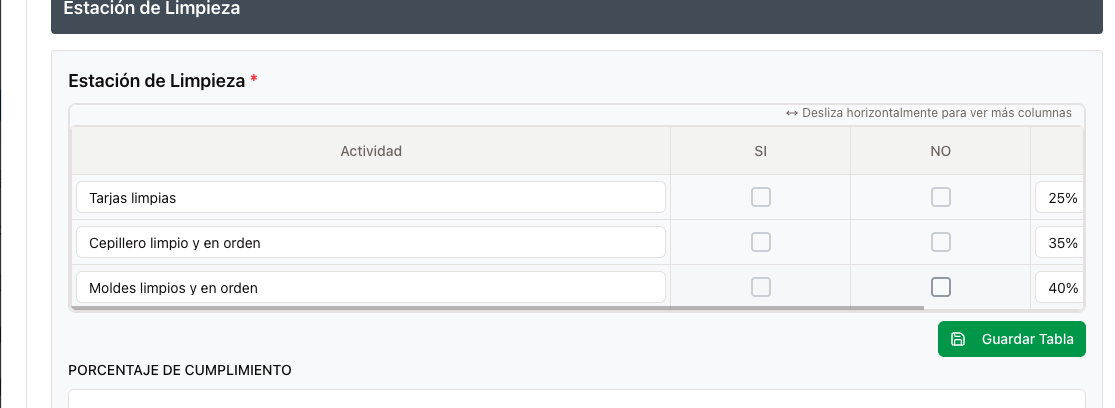 Estación de Limpieza
Estación de Limpieza *
↔ Desliza horizontalmente para ver más columnas
Actividad SI NO
Tarjas limpias 25%
Cepillero limpio y en orden 35%
Moldes limpios y en orden 40%
Guardar Tabla
PORCENTAJE DE CUMPLIMIENTO